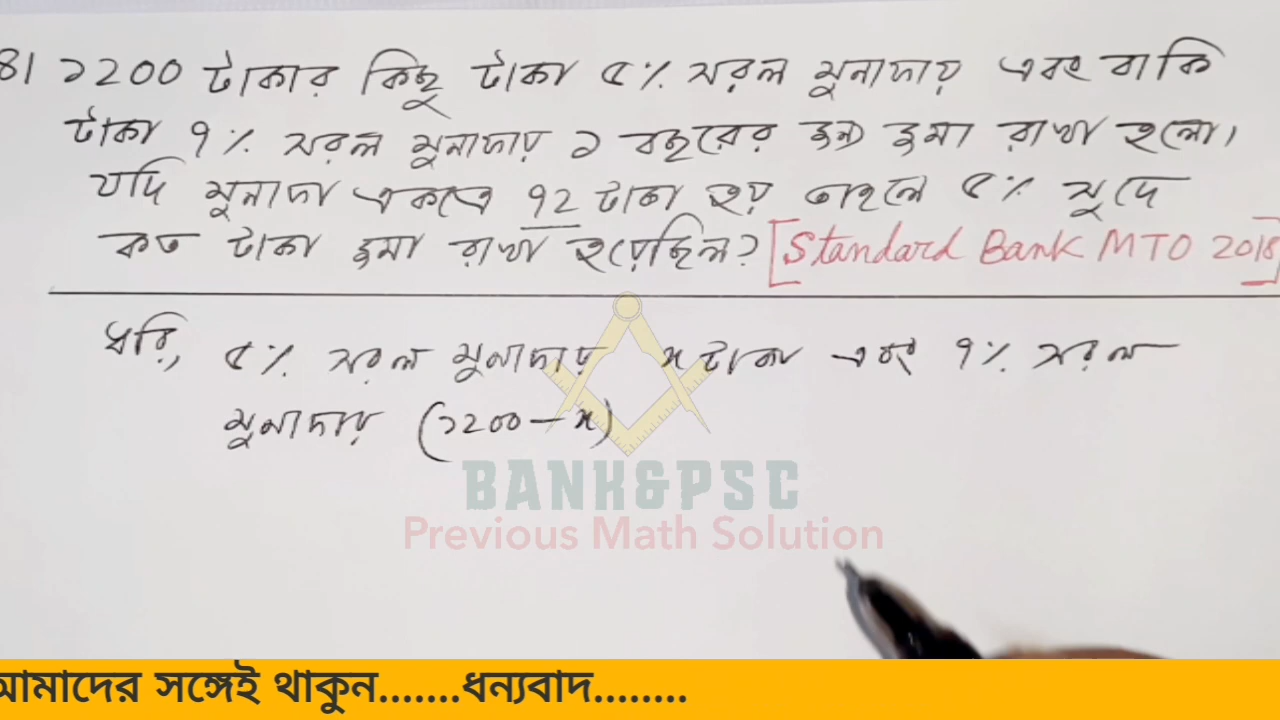 ৪। ১২০০ টাকার কিছু টাকা ৫% সরল মুনাফায় এবং বাকি
টাকা ৭% সরল মুনাফায় ১ বছরের জন্য জমা রাখা হলো।
যদি মুনাফা একত্রে ৭২ টাকা হয় তাহলে ৫% সুদে
কত টাকা জমা রাখা হয়েছিল? [Standard Bank MTO 2018]
ধরি, ৫% সরল মুনাফায় x টাকা এবং ৭% সরল
মুনাফায় (১২০০ – x)
BANK&PSC
Previous Math Solution
আমাদের সঙ্গেই থাকুন.......ধন্যবাদ........